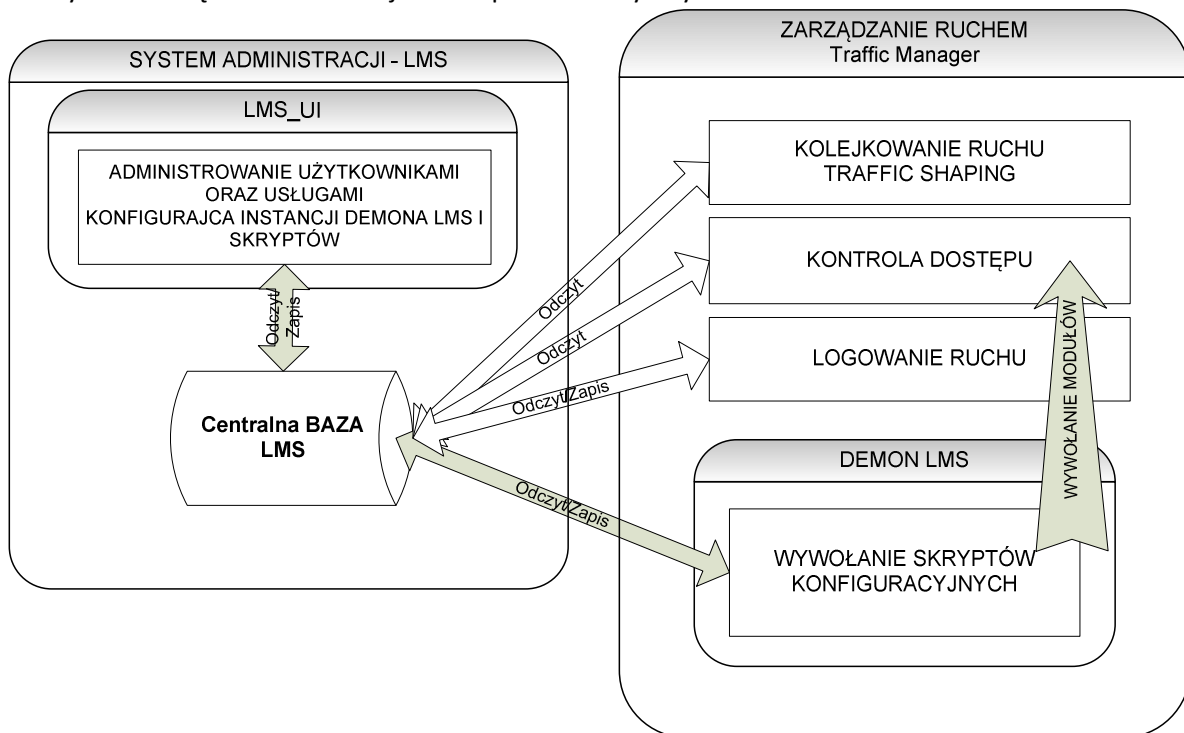 SYSTEM ADMINISTRACJI - LMS
LMS_UI
ADMINISTROWANIE UŻYTKOWNIKAMI
ORAZ USŁUGAMI
KONFIGURAJCA INSTANCJI DEMONA LMS I
SKRYPTÓW
Odczyt/
Zapis
Centralna BAZA
LMS
Odczyt
Odczyt
Odczyt/Zapis
Odczyt/Zapis
ZARZĄDZANIE RUCHEM
Traffic Manager
KOLEJKOWANIE RUCHU
TRAFFIC SHAPING
KONTROLA DOSTĘPU
LOGOWANIE RUCHU
WYWOŁANIE MODUŁÓW
DEMON LMS
WYWOŁANIE SKRYPTÓW
KONFIGURACYJNYCH